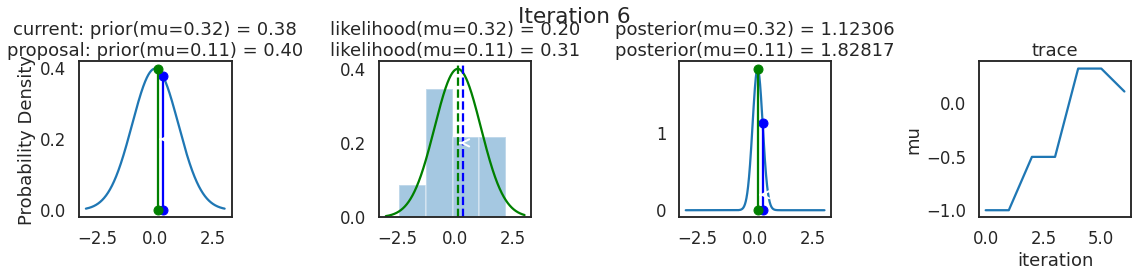 Iteration 6
current: prior(mu=0.32) = 0.38
proposal: prior(mu=0.11) = 0.40
Probability Density
0.4
0.2
0.0
−2.5 0.0 2.5
likelihood(mu=0.32) = 0.20
likelihood(mu=0.11) = 0.31
0.4
0.2
0.0
−2.5 0.0 2.5
posterior(mu=0.32) = 1.12306
posterior(mu=0.11) = 1.82817
1
0
−2.5 0.0 2.5
trace
mu
0.0
−0.5
−1.0
0.0 2.5 5.0
iteration